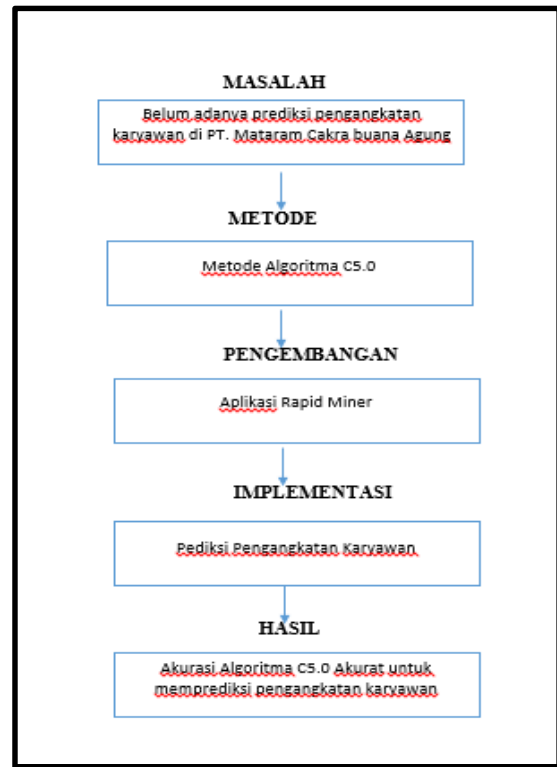 MASALAH
Belum adanya prediksi pengangkatan
karyawan di PT. Mataram Cakra buana Agung
METODE
Metode Algoritma C5.0
PENGEMBANGAN
Aplikasi Rapid Miner
IMPLEMENTASI
Pediksi Pengangkatan Karyawan
HASIL
Akurasi Algoritma C5.0 Akurat untuk
memprediksi pengangkatan karyawan